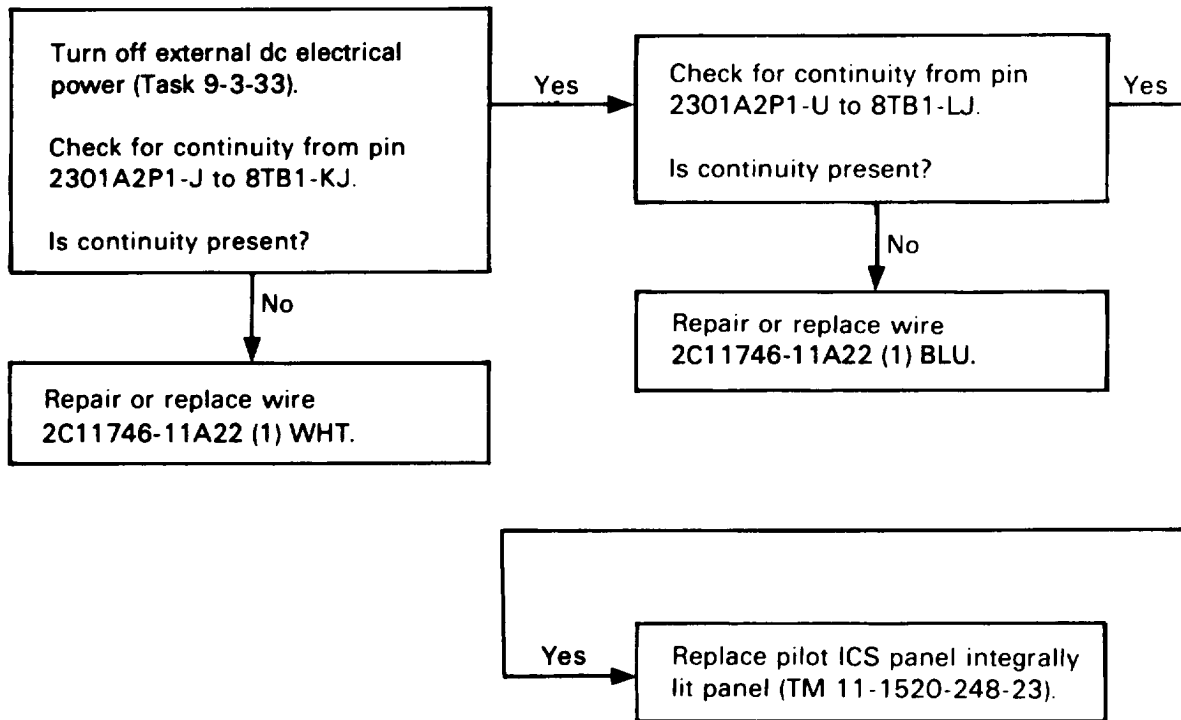 Turn off external dc electrical
power (Task 9-3-33).
Check for continuity from pin
2301A2P1-J to 8TB1-KJ.
Is continuity present?
Yes
No
Repair or replace wire
2C11746-11A22 (1) WHT.
Check for continuity from pin
2301A2P1-U to 8TB1-LJ.
Is continuity present?
Yes
No
Repair or replace wire
2C11746-11A22 (1) BLU.
Yes
Replace pilot ICS panel integrally
lit panel (TM 11-1520-248-23).